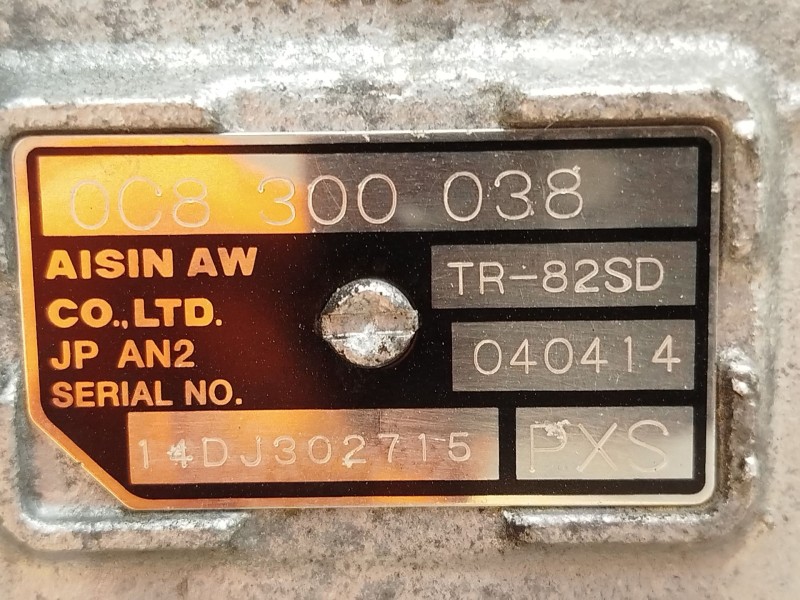 0C8 300 038
AISIN AW
CO.,LTD.
JP AN2
SERIAL NO.
TR-82SD
040414
14DJ302715
PXS